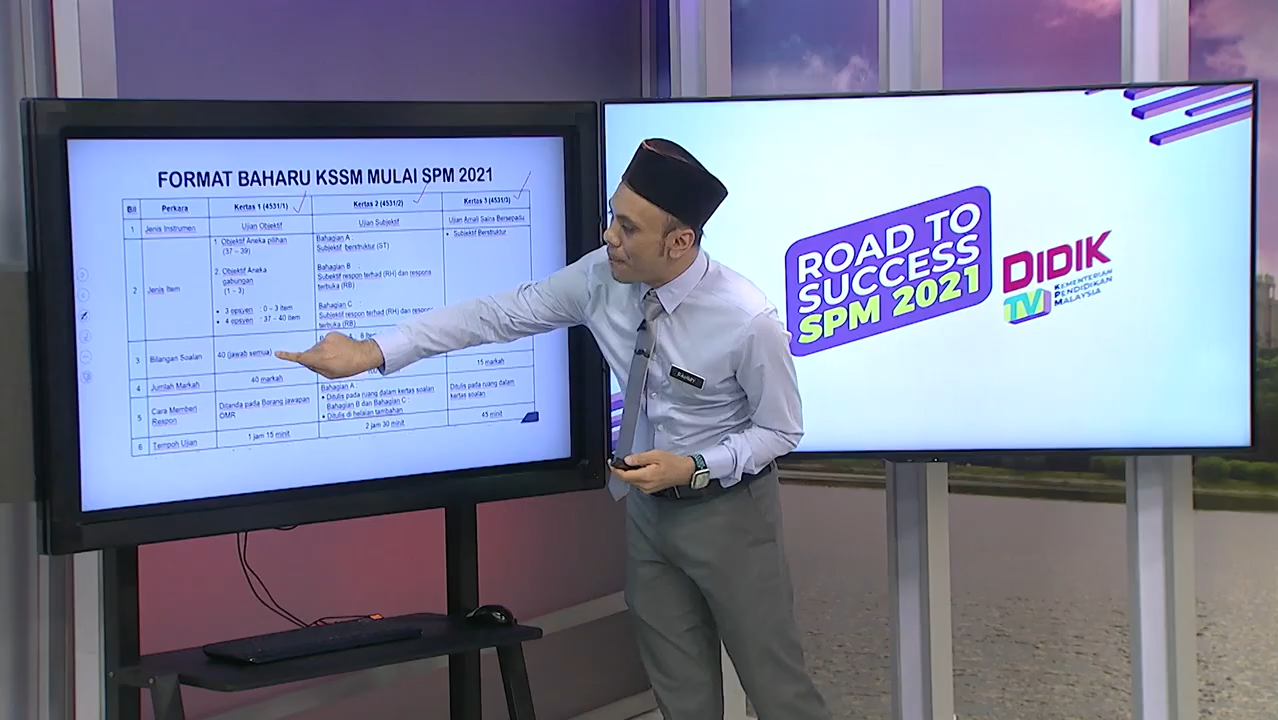 FORMAT BAHARU KSSM MULAI SPM 2021
Bil Perkara Kertas 1 (4531/1) Kertas 2 (4531/2) Kertas 3 (4531/3)
1 Jenis Instrumen Ujian Objektif Ujian Subjektif Ujian Amali Sains Bersepadu
2 Jenis Item
1. Objektif Aneka pilihan
(37 – 39)
2. Objektif Aneka
gabungan
(1 – 3)
• 3 opsyen : 0 – 3 item
• 4 opsyen : 37 – 40 item
Bahagian A :
Subjektif berstruktur (ST)
Bahagian B :
Subjektif respon terhad (RH) dan respons
terbuka (RB)
Bahagian C :
Subjektif respon terhad (RH) dan respons
terbuka (RB)
• Subjektif Berstruktur
3 Bilangan Soalan 40 (jawab semua)
4 Jumlah Markah 40 markah 15 markah
5 Cara Memberi
Respon
Ditanda pada Borang jawapan
OMR
Bahagian A :
• Ditulis pada ruang dalam kertas soalan
Bahagian B dan Bahagian C :
• Ditulis di helaian tambahan
Ditulis pada ruang dalam
kertas soalan
6 Tempoh Ujian 1 jam 15 minit 2 jam 30 minit 45 minit
ROAD TO
SUCCESS
SPM 2021
DIDIK
TV
KEMENTERIAN
PENDIDIKAN
MALAYSIA